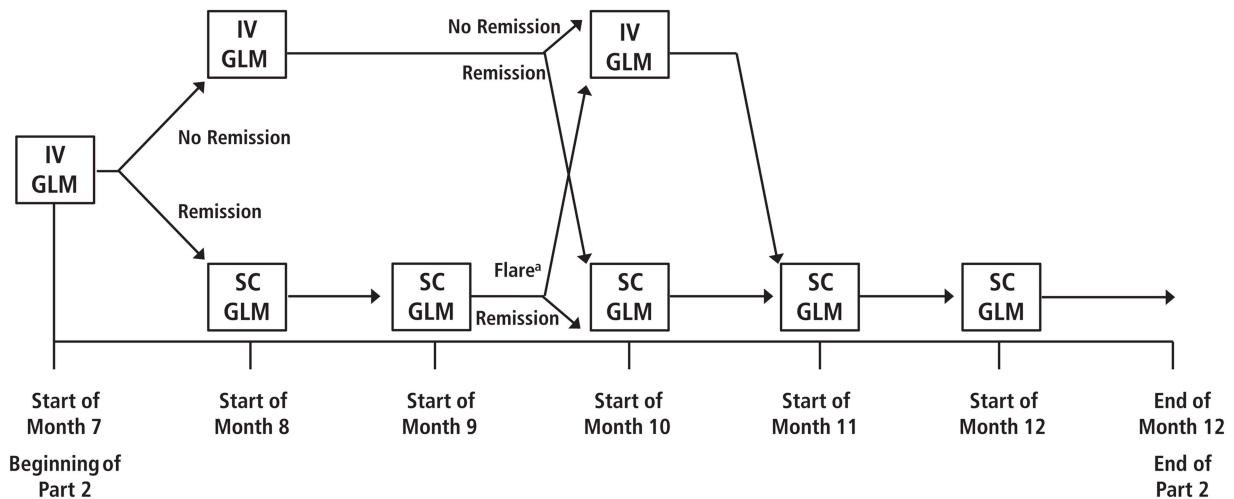 IV
GLM
No Remission
Remission
IV
GLM
No Remission
Remission
IV
GLM
SC
GLM
SC
GLM
Flareᵃ
Remission
SC
GLM
SC
GLM
SC
GLM
Start of
Month 7
Beginning of
Part 2
Start of
Month 8
Start of
Month 9
Start of
Month 10
Start of
Month 11
Start of
Month 12
End of
Month 12
End of
Part 2